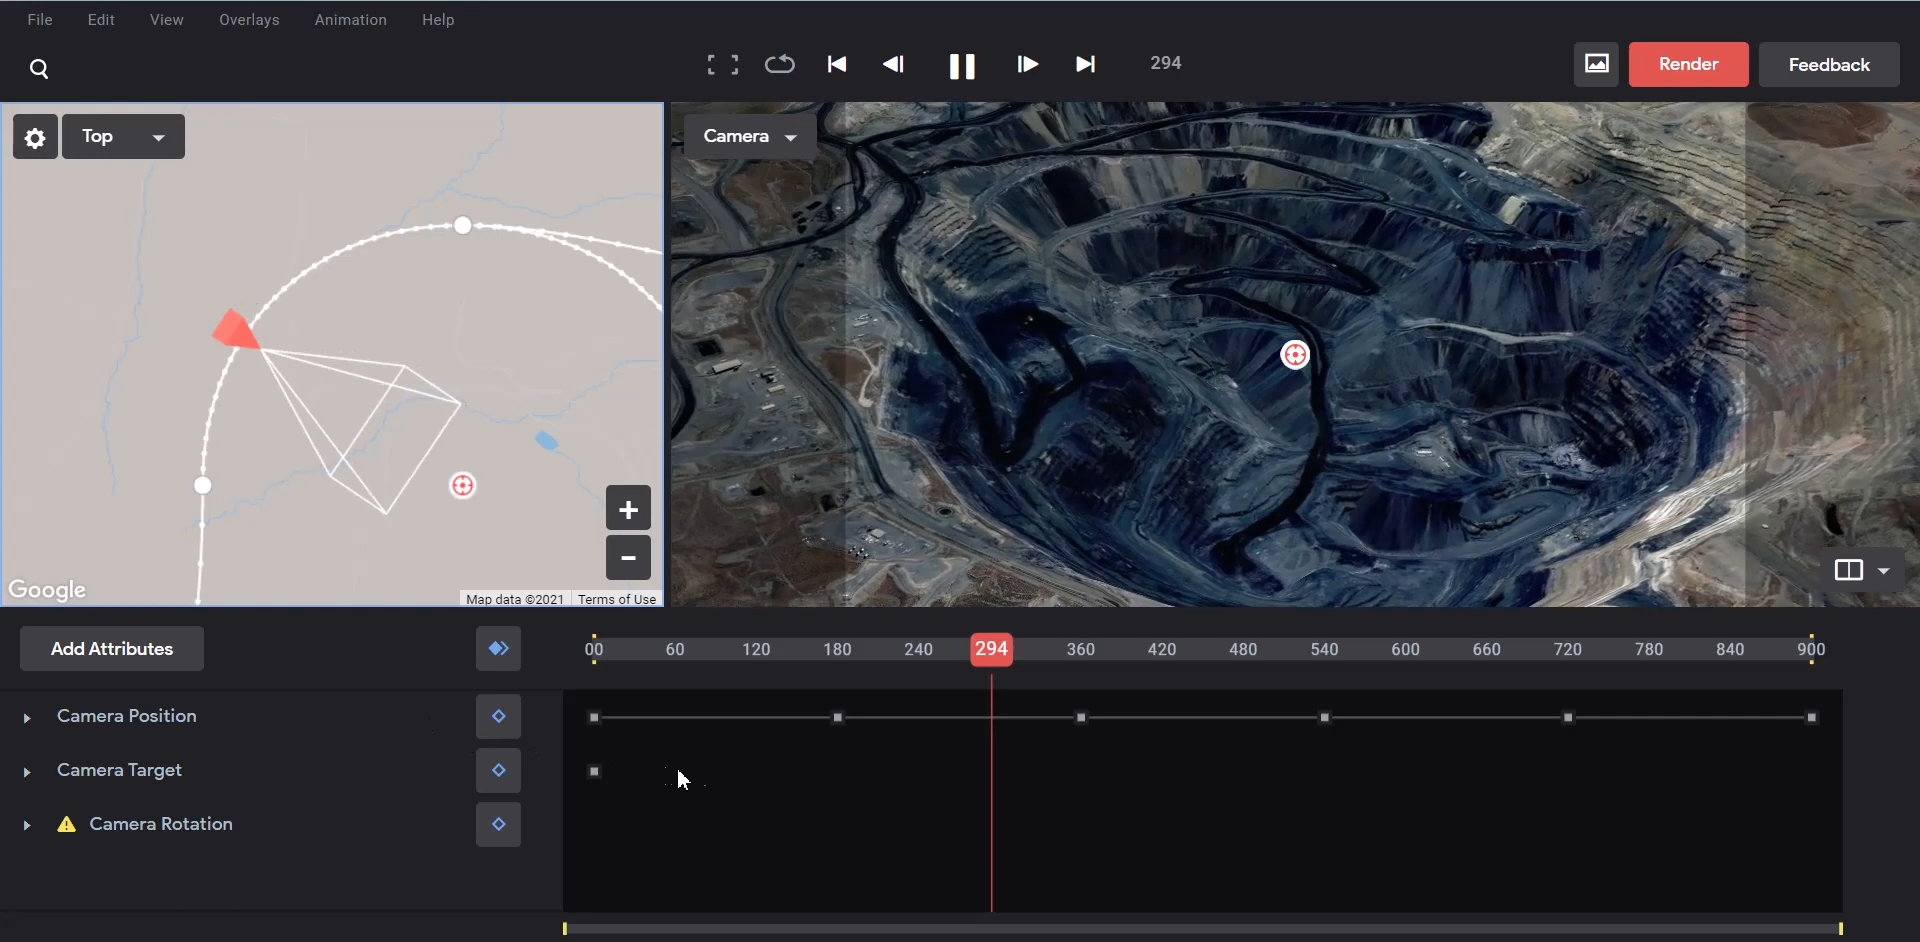 File Edit View Overlays Animation Help
294
Render
Feedback
Top
Camera
Google
Map data ©2021
Terms of Use
Add Attributes
00 60 120 180 240 294 360 420 480 540 600 660 720 780 840 900
Camera Position
Camera Target
Camera Rotation